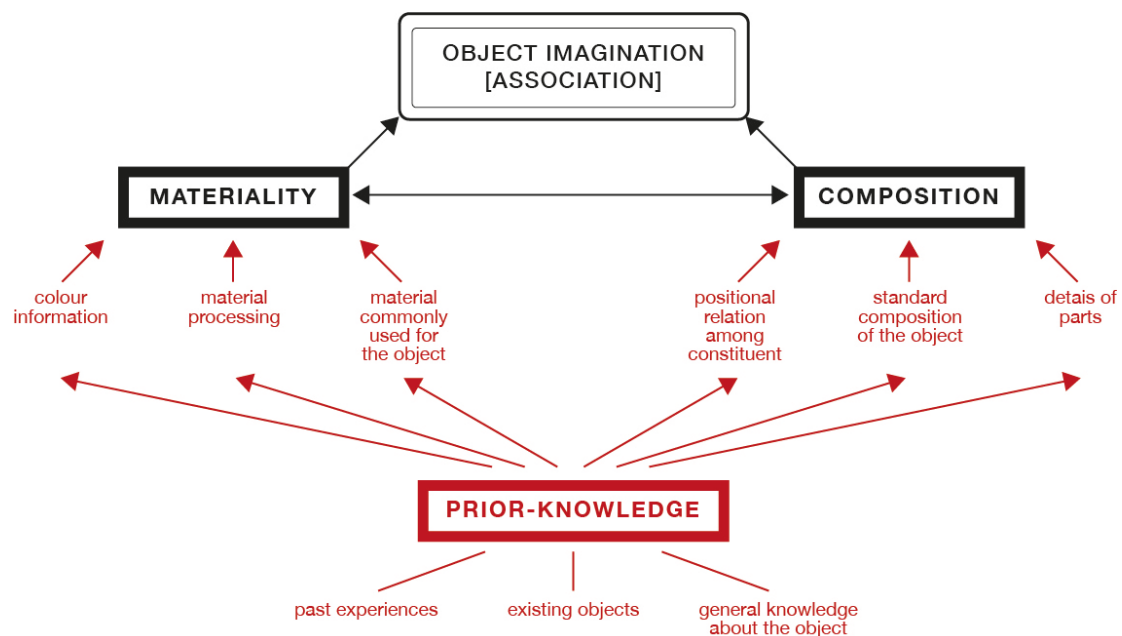 OBJECT IMAGINATION
[ASSOCIATION]
MATERIALITY
COMPOSITION
colour
information
material
processing
material
commonly
used for
the object
positional
relation
among
constituent
standard
composition
of the object
detais of
parts
PRIOR-KNOWLEDGE
past experiences
existing objects
general knowledge
about the object